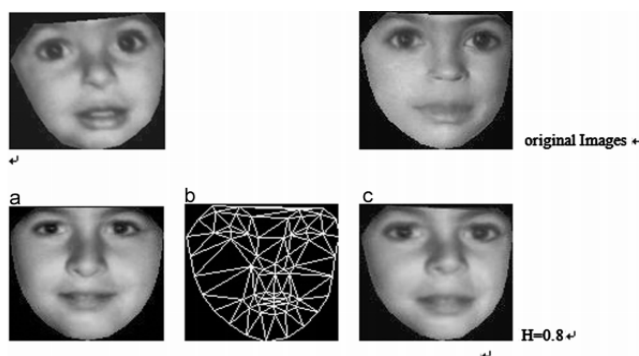 original Images ↵
↵
a b c
H=0.8↵
↵